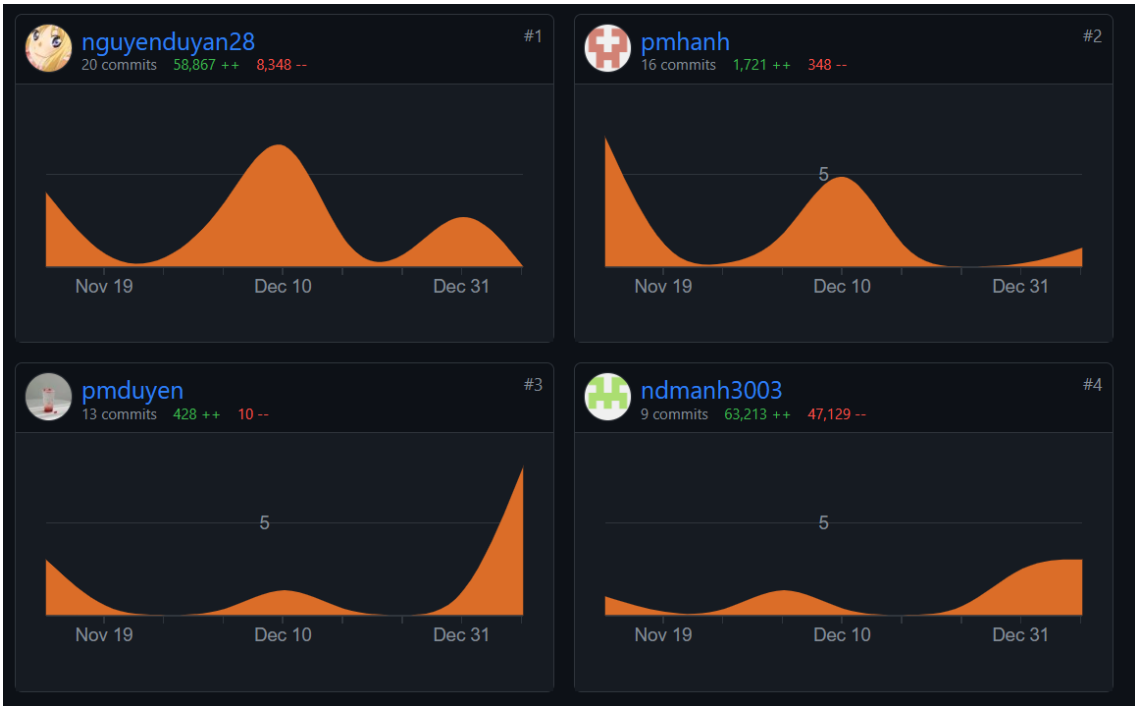 nguyenduyan28 #1
20 commits 58,867 ++ 8,348 --
Nov 19 Dec 10 Dec 31
pmhanh #2
16 commits 1,721 ++ 348 --
5
Nov 19 Dec 10 Dec 31
pmduyen #3
13 commits 428 ++ 10 --
5
Nov 19 Dec 10 Dec 31
ndmanh3003 #4
9 commits 63,213 ++ 47,129 --
5
Nov 19 Dec 10 Dec 31